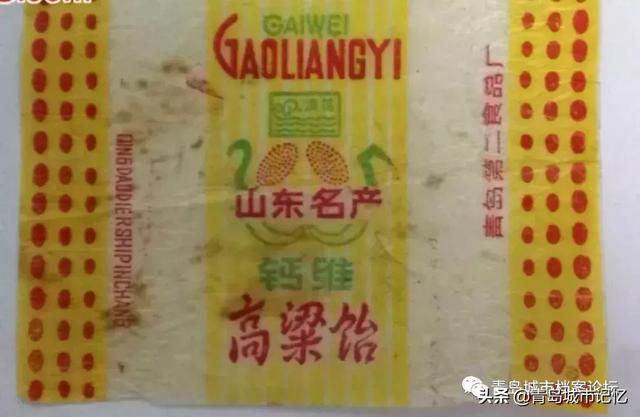 GAIWEI
GAOLIANGYI
山东名产
钙维
高粱饴
QINGDAODIERSHIPINCHANG
青岛第二食品厂
青岛城市档案论坛
头条 @青岛城市记忆